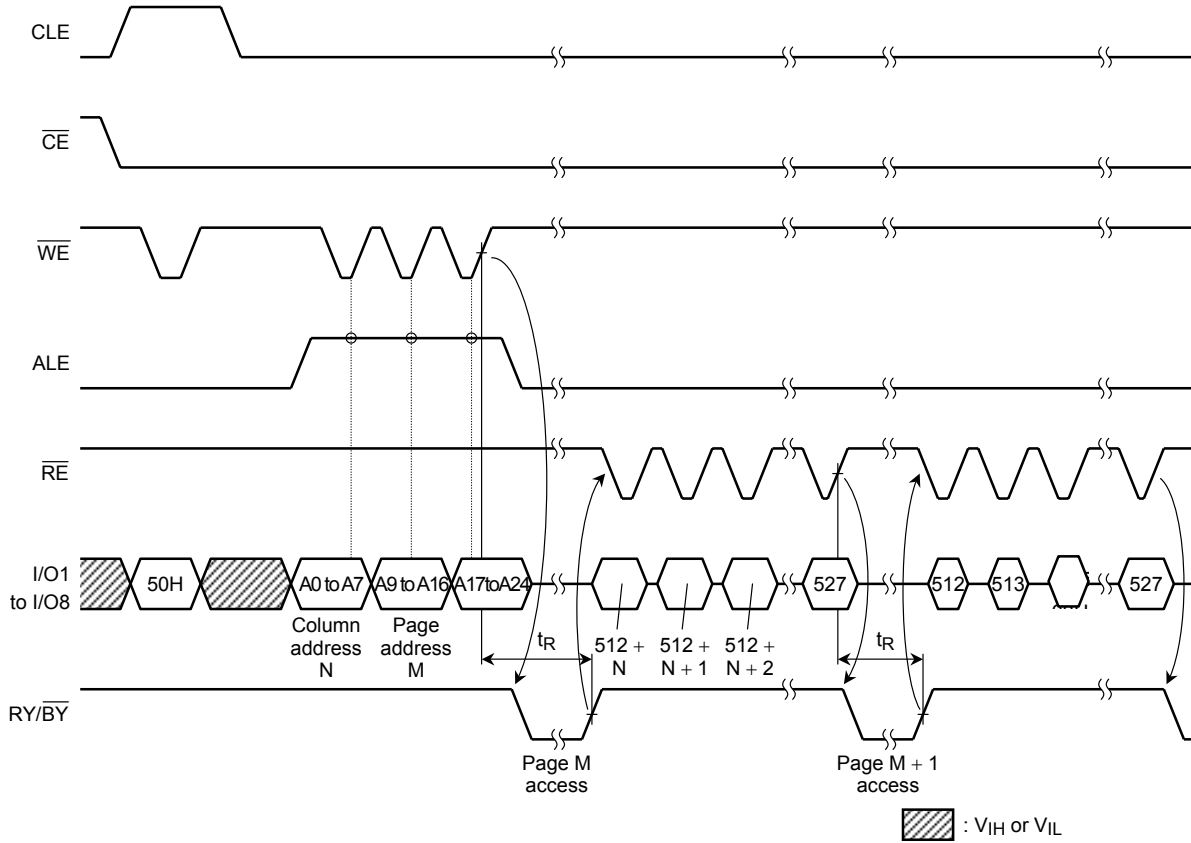 CLE
CE
WE
ALE
RE
I/O1
to I/O8
50H
A0 to A7
A9 to A16
A17 to A24
527
512
513
527
Column
address
N
Page
address
M
tR
512 +
N
512 +
N + 1
512 +
N + 2
tR
RY/BY
Page M
access
Page M + 1
access
: VIH or VIL